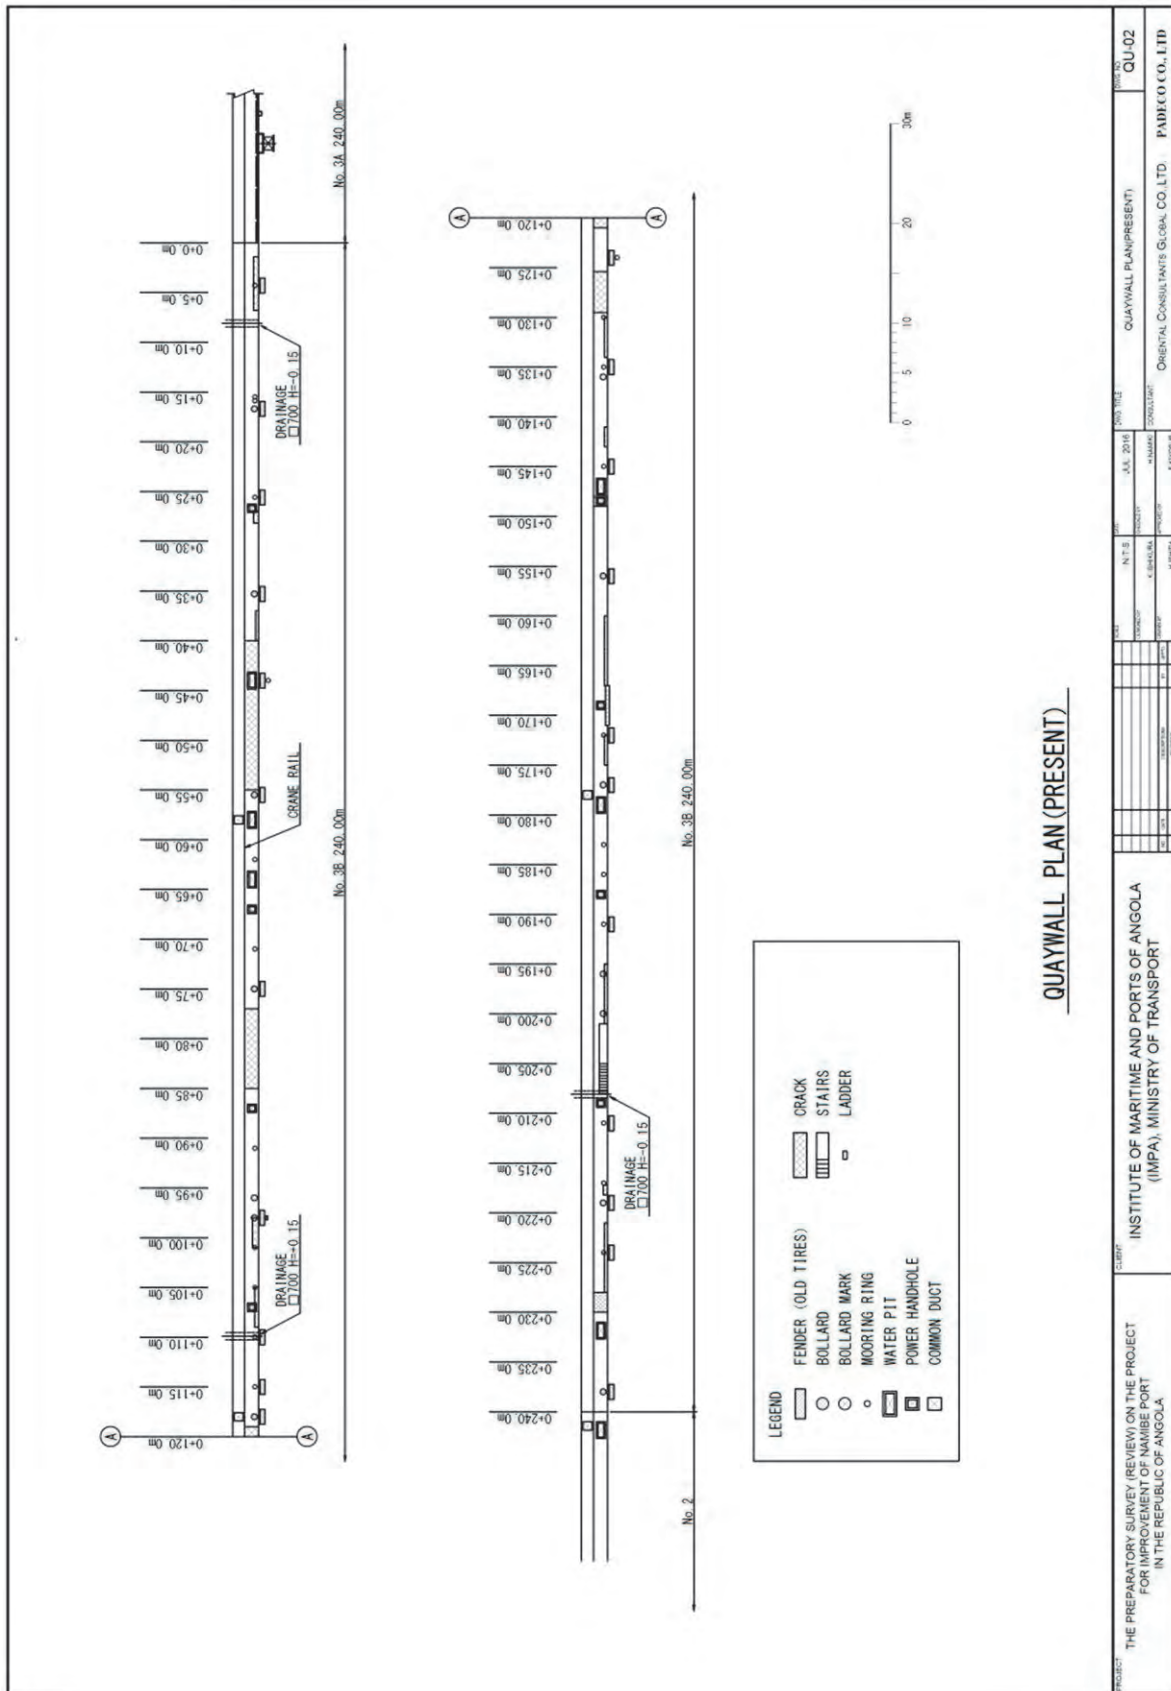 QUAYWALL PLAN(PRESENT)
No. 3B 240.00m
No. 3A 240.00m
A
A
0+120.0m
0+115.0m
0+110.0m
0+105.0m
0+100.0m
0+95.0m
0+90.0m
0+85.0m
0+80.0m
0+75.0m
0+70.0m
0+65.0m
0+60.0m
0+55.0m
0+50.0m
0+45.0m
0+40.0m
0+35.0m
0+30.0m
0+25.0m
0+20.0m
0+15.0m
0+10.0m
0+5.0m
0+0.0m
DRAINAGE
□700 H=+0.15
CRANE RAIL
DRAINAGE
□700 H=-0.15
No. 2
No. 3B 240.00m
A
A
0+240.0m
0+235.0m
0+230.0m
0+225.0m
0+220.0m
0+215.0m
0+210.0m
0+205.0m
0+200.0m
0+195.0m
0+190.0m
0+185.0m
0+180.0m
0+175.0m
0+170.0m
0+165.0m
0+160.0m
0+155.0m
0+150.0m
0+145.0m
0+140.0m
0+135.0m
0+130.0m
0+125.0m
0+120.0m
DRAINAGE
□700 H=-0.15
LEGEND
FENDER (OLD TIRES)
BOLLARD
BOLLARD MARK
MOORING RING
WATER PIT
POWER HANDHOLE
COMMON DUCT
CRACK
STAIRS
LADDER
0 5 10 20 30m
QUAYWALL PLAN (PRESENT)
PROJECT
THE PREPARATORY SURVEY (REVIEW) ON THE PROJECT
FOR IMPROVEMENT OF NAMIBE PORT
IN THE REPUBLIC OF ANGOLA
CLIENT
INSTITUTE OF MARITIME AND PORTS OF ANGOLA
(IMPA), MINISTRY OF TRANSPORT
N.T.S
JUL. 2016
CONSULTANT
ORIENTAL CONSULTANTS GLOBAL CO.,LTD.
PADECO CO., LTD
DWG NO
QU-02